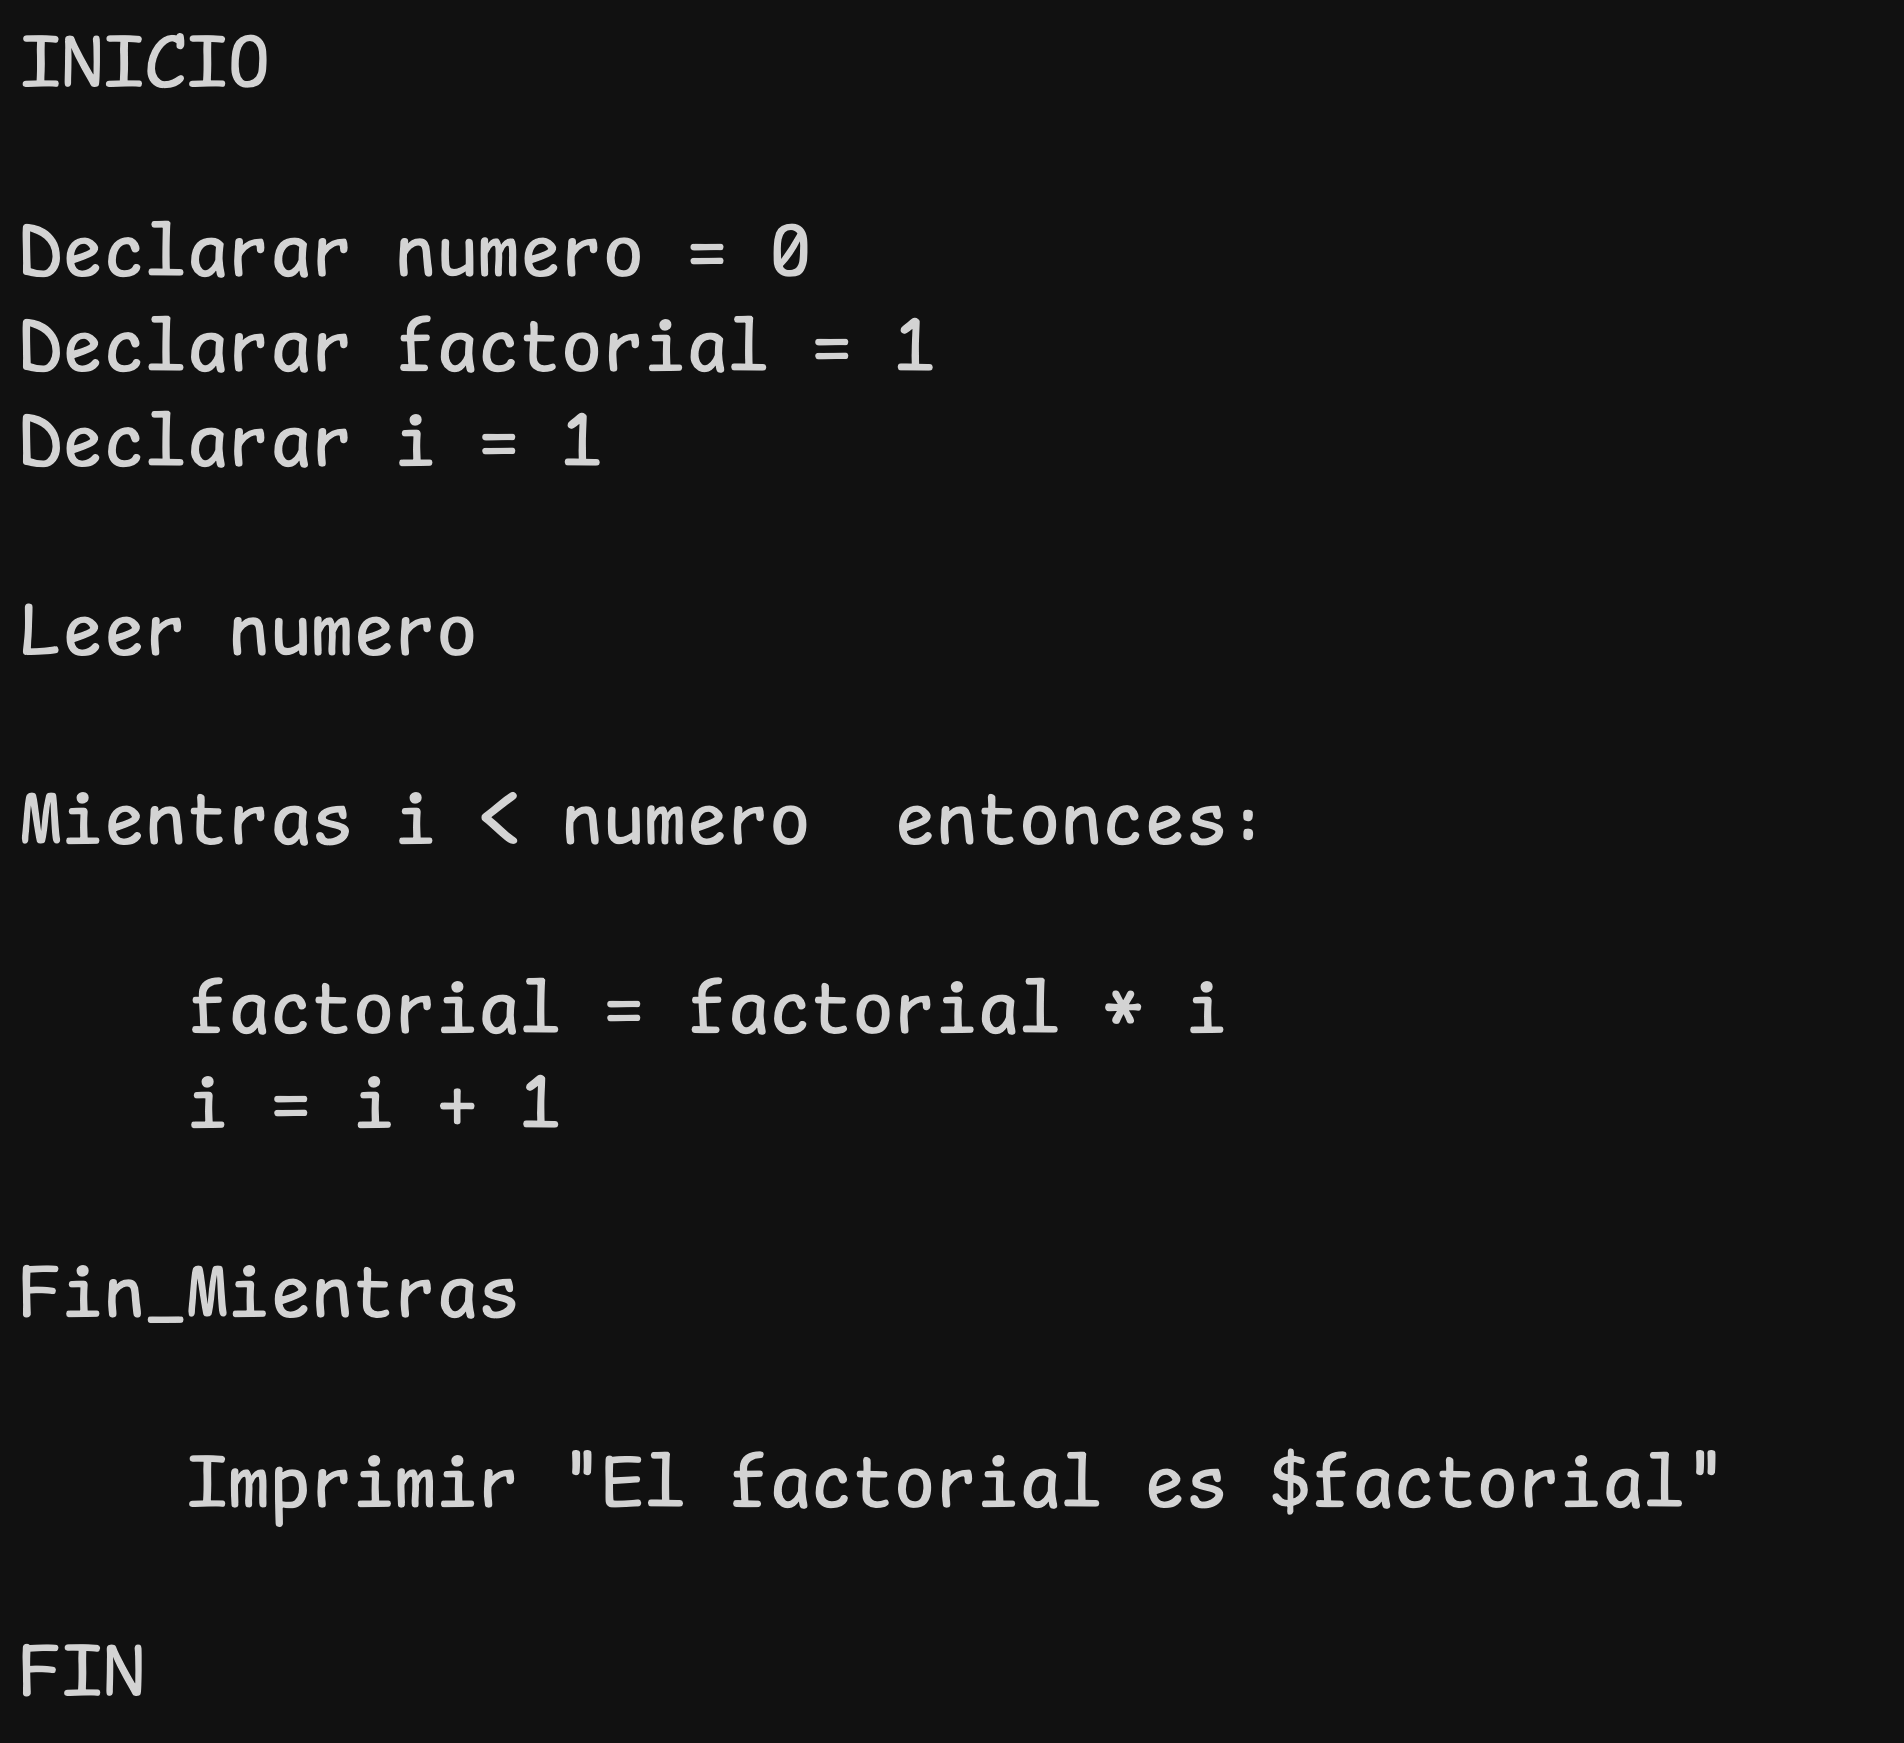 INICIO
Declarar numero = 0
Declarar factorial = 1
Declarar i = 1
Leer numero
Mientras i < numero  entonces:
    factorial = factorial * i
    i = i + 1
Fin_Mientras
    Imprimir "El factorial es $factorial"
FIN